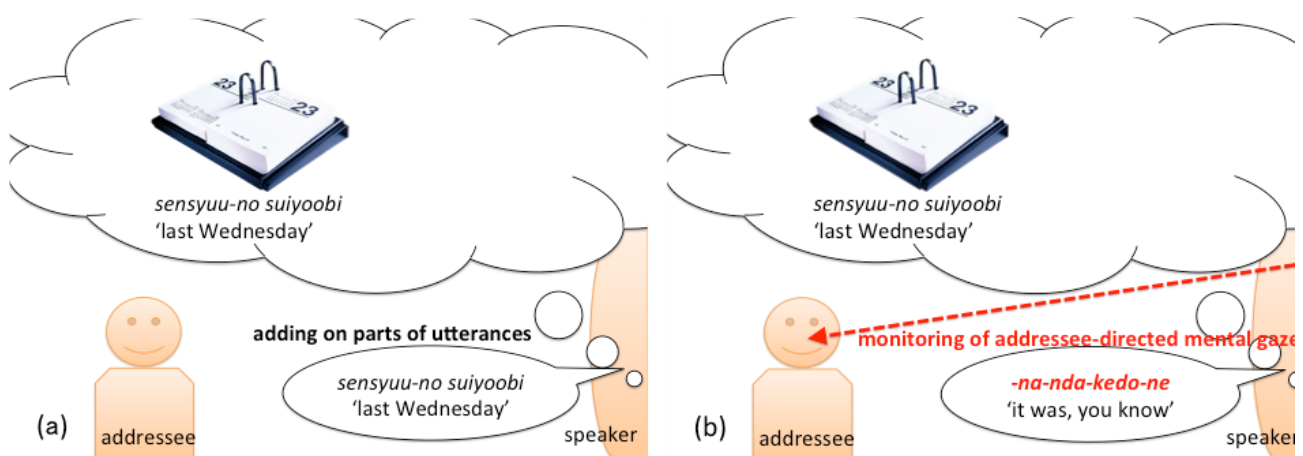 23
23
sensyuu-no suiyoobi
‘last Wednesday’
adding on parts of utterances
sensyuu-no suiyoobi
‘last Wednesday’
(a)
addressee
speaker
23
23
sensyuu-no suiyoobi
‘last Wednesday’
monitoring of addressee-directed mental gaze
-na-nda-kedo-ne
‘it was, you know’
(b)
addressee
speaker